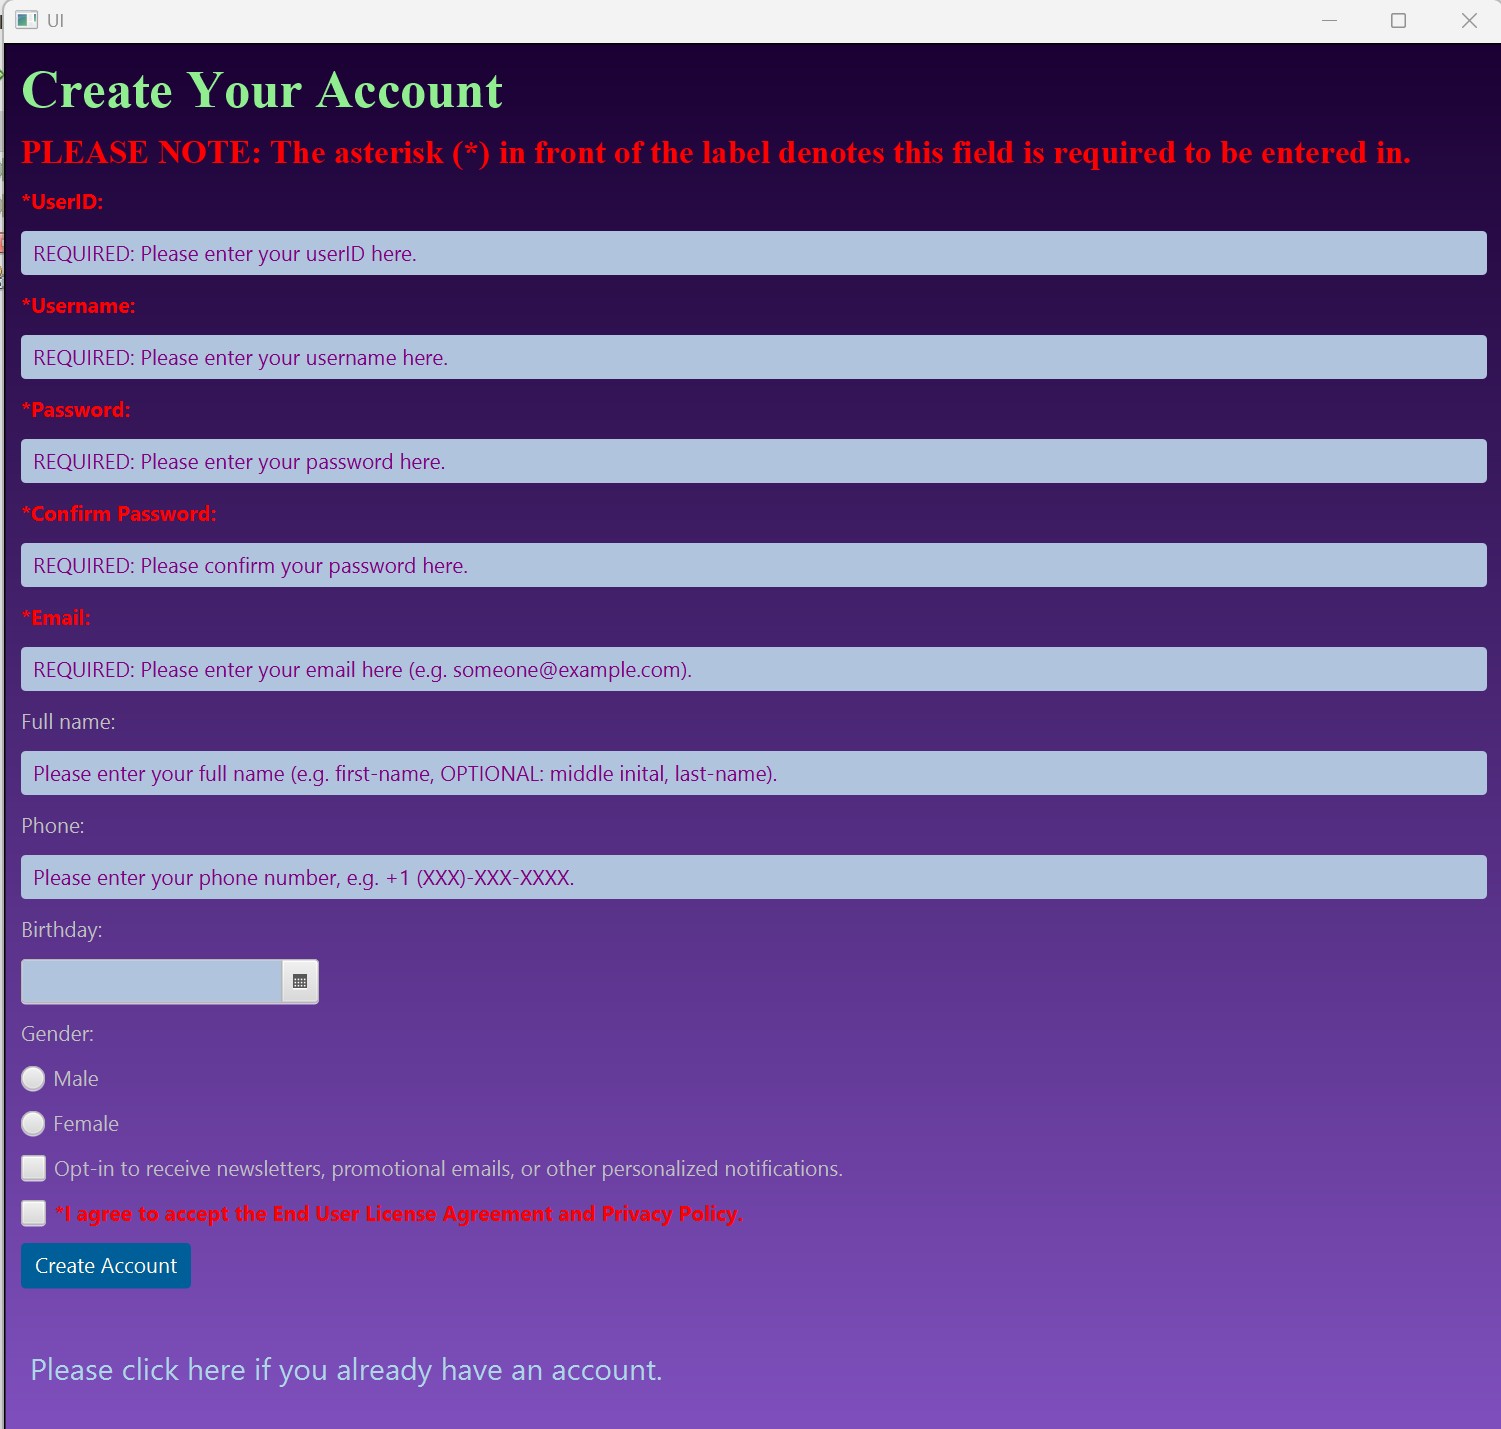 UI
Create Your Account
PLEASE NOTE: The asterisk (*) in front of the label denotes this field is required to be entered in.
*UserID:
REQUIRED: Please enter your userID here.
*Username:
REQUIRED: Please enter your username here.
*Password:
REQUIRED: Please enter your password here.
*Confirm Password:
REQUIRED: Please confirm your password here.
*Email:
REQUIRED: Please enter your email here (e.g. someone@example.com).
Full name:
Please enter your full name (e.g. first-name, OPTIONAL: middle inital, last-name).
Phone:
Please enter your phone number, e.g. +1 (XXX)-XXX-XXXX.
Birthday:
Gender:
Male
Female
Opt-in to receive newsletters, promotional emails, or other personalized notifications.
*I agree to accept the End User License Agreement and Privacy Policy.
Create Account
Please click here if you already have an account.